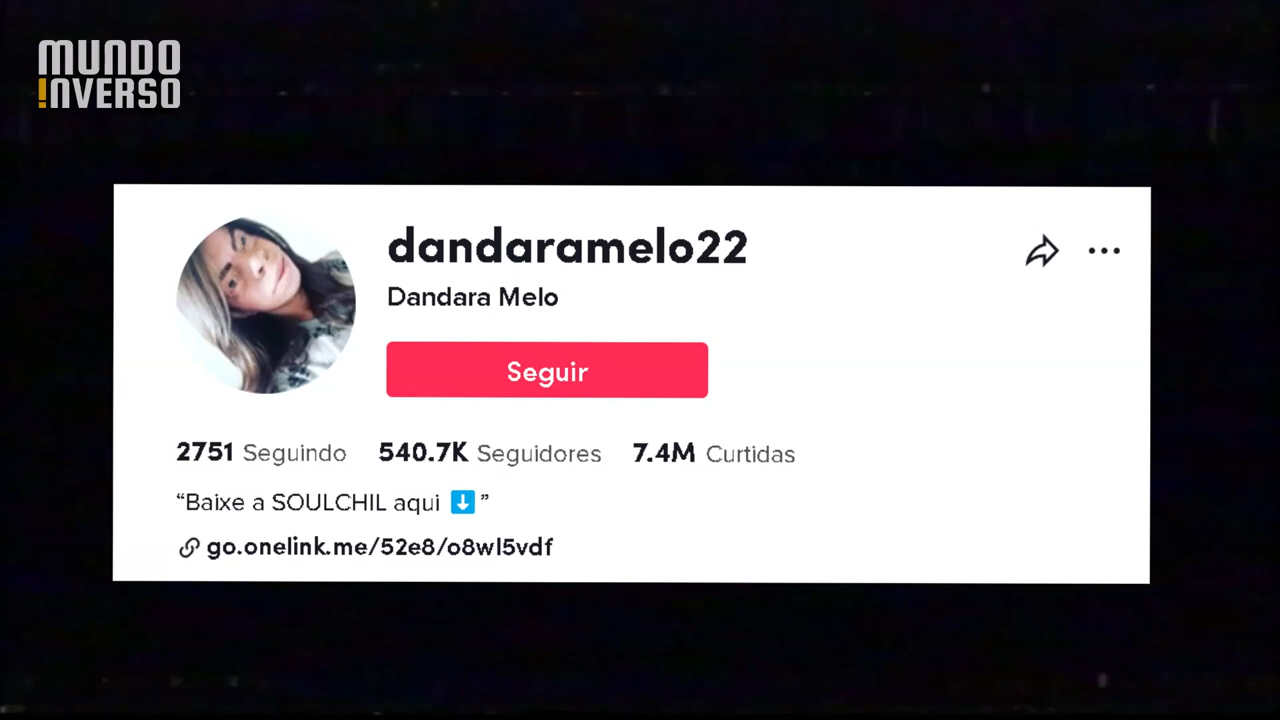 MUNDO
!NVERSO
dandaramelo22
Dandara Melo
Seguir
2751 Seguindo 540.7K Seguidores 7.4M Curtidas
“Baixe a SOULCHIL aqui ⬇️”
go.onelink.me/52e8/o8wl5vdf